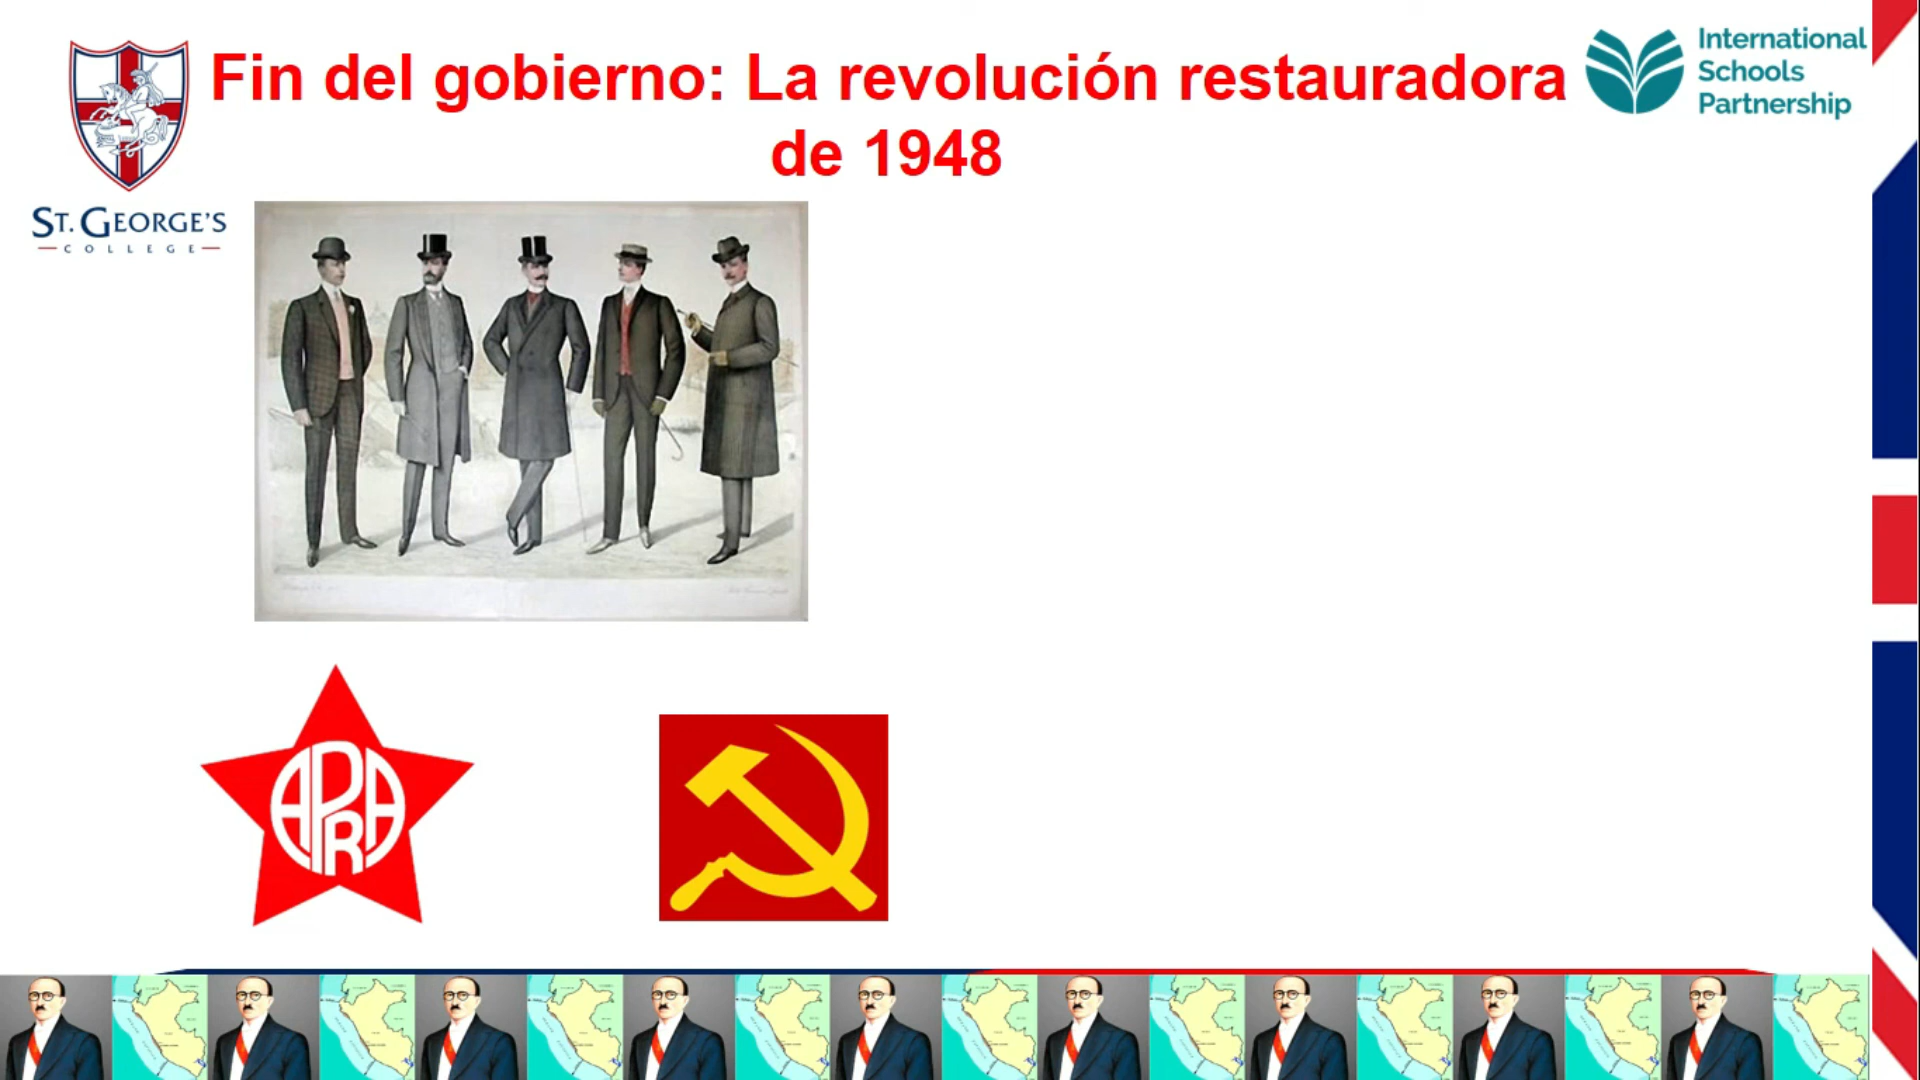 Fin del gobierno: La revolución restauradora
de 1948
International
Schools
Partnership
ST. GEORGE'S
COLLEGE
APRA